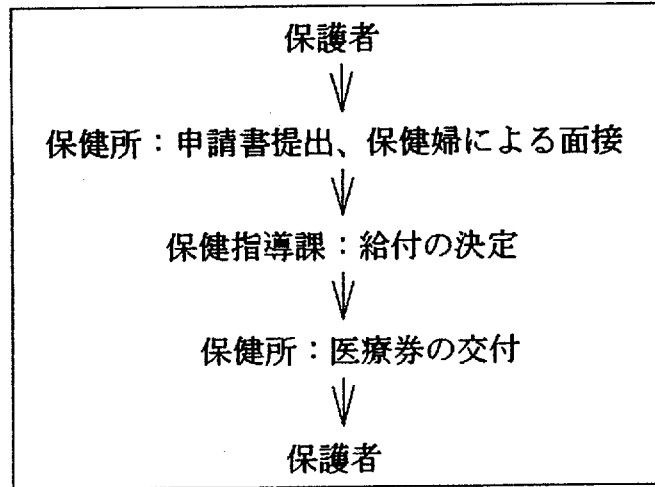 保護者
保健所：申請書提出、保健婦による面接
保健指導課：給付の決定
保健所：医療券の交付
保護者